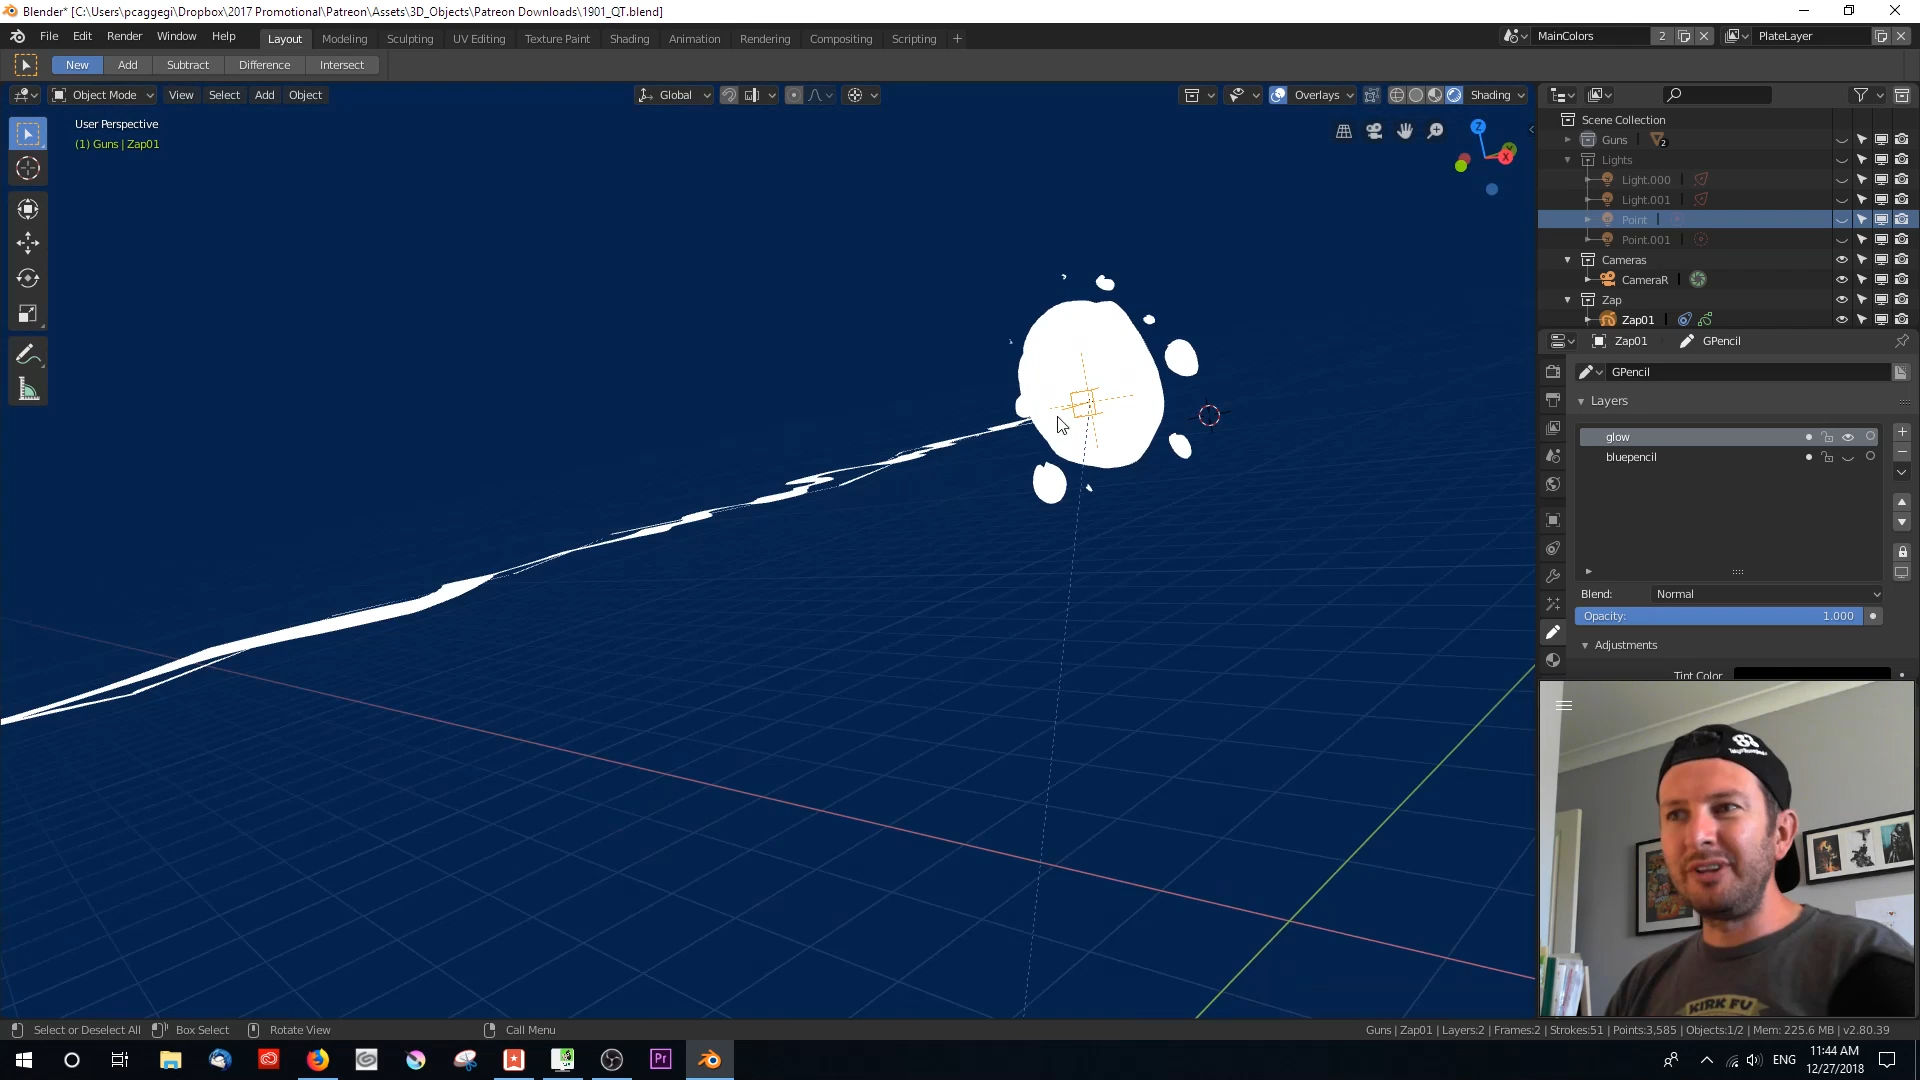 Blender* [C:\Users\pcaggegi\Dropbox\2017 Promotional\Patreon\Assets\3D_Objects\Patreon Downloads\1901_QT.blend]
File Edit Render Window Help Layout Modeling Sculpting UV Editing Texture Paint Shading Animation Rendering Compositing Scripting + MainColors 2 PlateLayer
New Add Subtract Difference Intersect
Object Mode View Select Add Object Global Overlays Shading
User Perspective
(1) Guns | Zap01
Z
Y
X
Scene Collection
Guns 2
Lights
Light.000
Light.001
Point
Point.001
Cameras
CameraR
Zap
Zap01
Zap01 GPencil
GPencil
Layers
glow
bluepencil
Blend: Normal
Opacity: 1.000
Adjustments
Tint Color
83
KIRK FU
Select or Deselect All Box Select Rotate View Call Menu Guns | Zap01 | Layers:2 | Frames:2 | Strokes:51 | Points:3,585 | Objects:1/2 | Mem: 225.6 MB | v2.80.39
Pr ENG 11:44 AM
12/27/2018